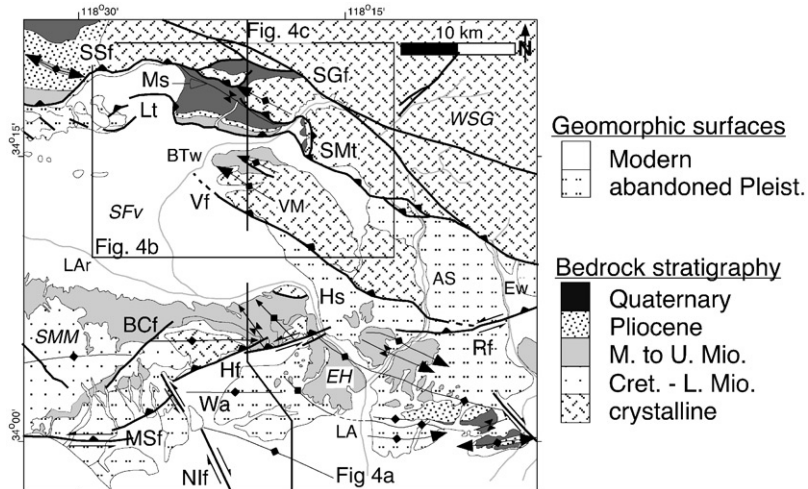 118°30'
118°15'
Fig. 4c
10 km
N
SSf
SGf
Ms
WSG
Lt
34°15'
SMt
BTw
Vf
VM
SFv
Fig. 4b
LAr
AS
Ew
Hs
BCf
SMM
Rf
Hf
EH
Wa
34°00'
LA
MSf
NIf
Fig 4a
Geomorphic surfaces
Modern
abandoned Pleist.
Bedrock stratigraphy
Quaternary
Pliocene
M. to U. Mio.
Cret. - L. Mio.
crystalline